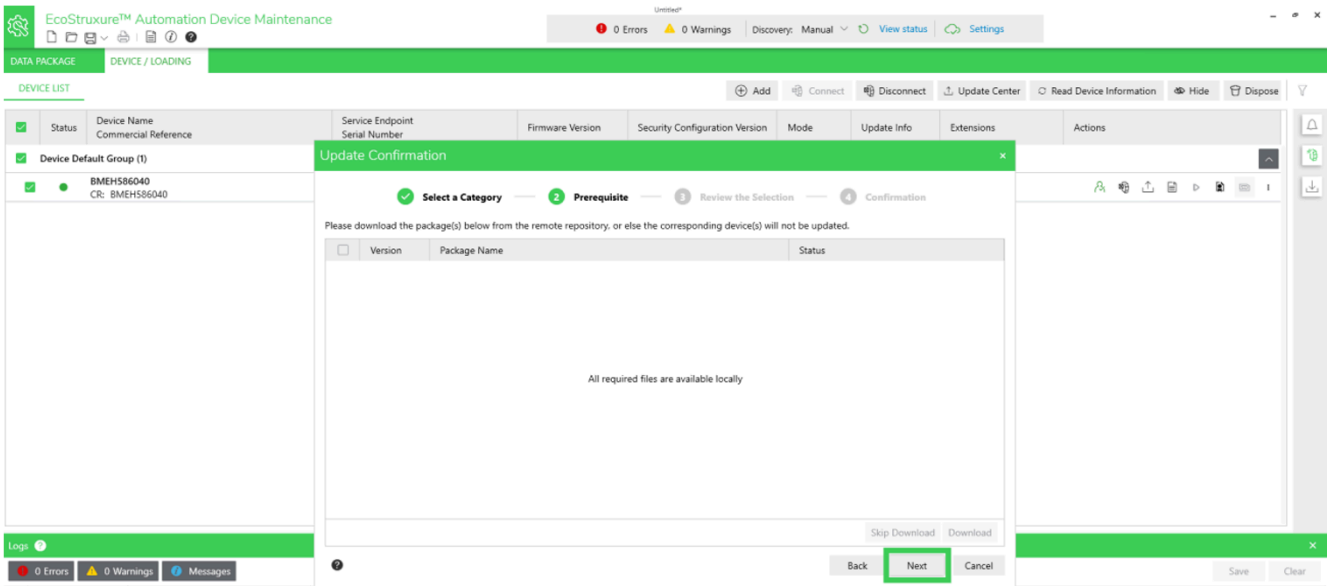 Untitled*
EcoStruxure™ Automation Device Maintenance
0 Errors 0 Warnings Discovery: Manual View status Settings
DATA PACKAGE DEVICE / LOADING
DEVICE LIST
Add Connect Disconnect Update Center Read Device Information Hide Dispose
Status Device Name Service Endpoint Firmware Version Security Configuration Version Mode Update Info Extensions Actions
Commercial Reference Serial Number
Device Default Group (1)
Update Confirmation
BMEH586040
CR: BMEH586040
Select a Category 2 Prerequisite 3 Review the Selection 4 Confirmation
Please download the package(s) below from the remote repository, or else the corresponding device(s) will not be updated.
Version Package Name Status
All required files are available locally
Skip Download Download
Logs
Back Next Cancel
0 Errors 0 Warnings Messages Save Clear